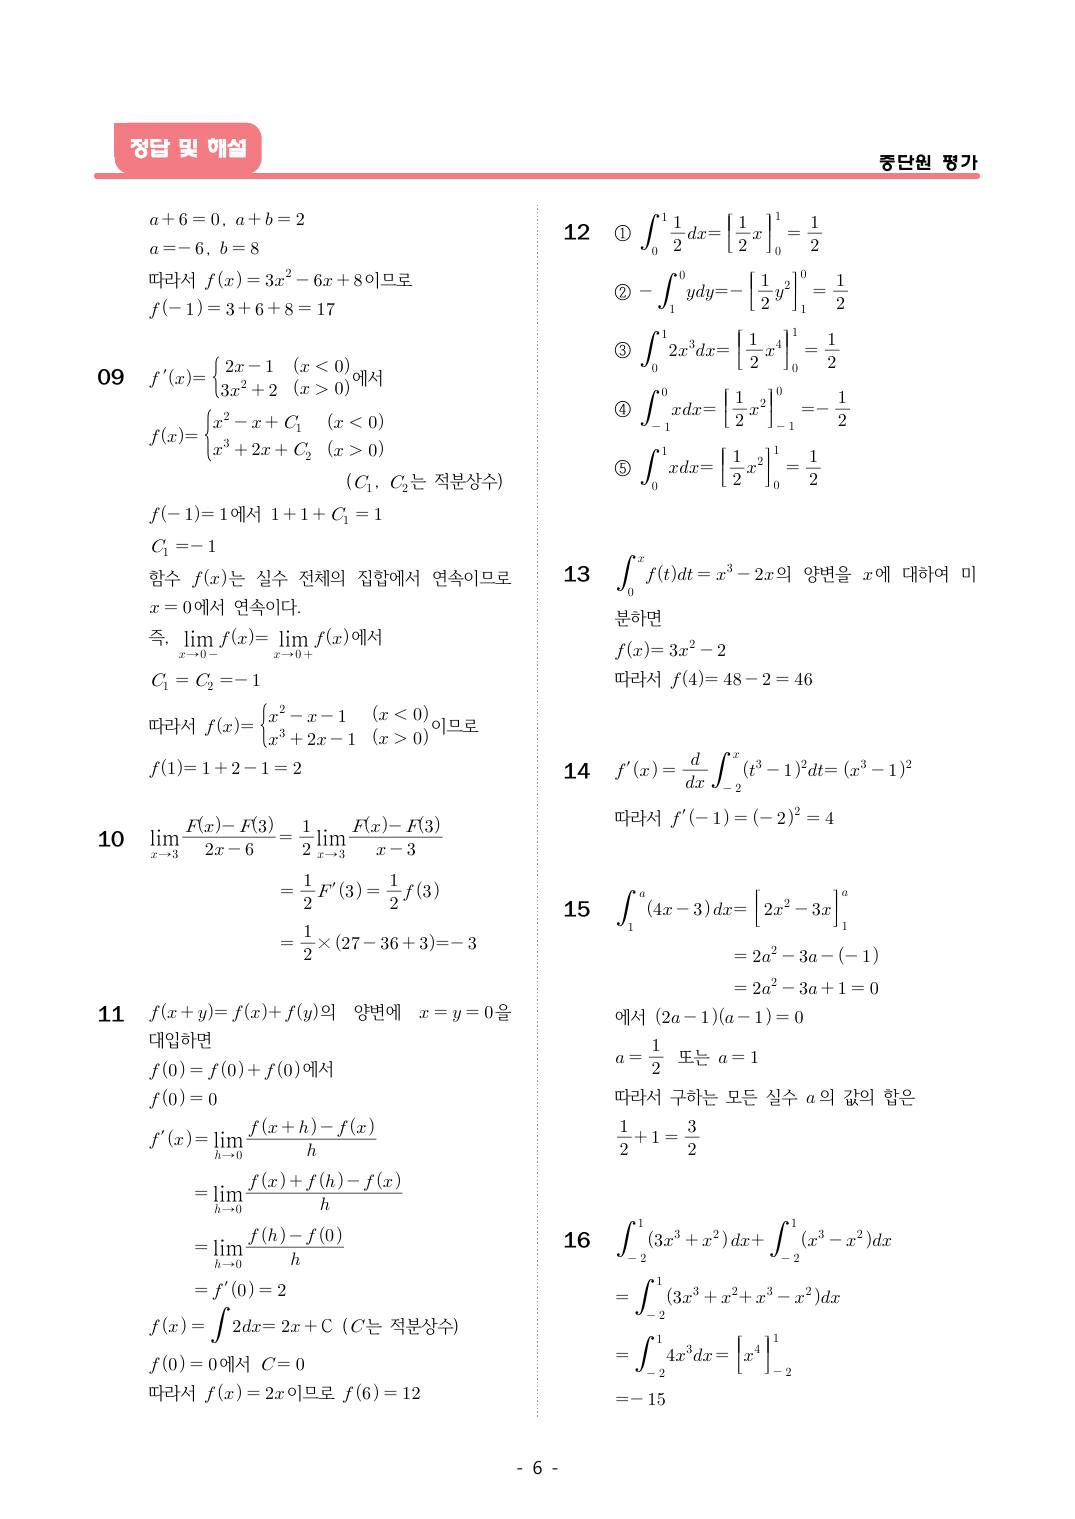 정답 및 해설
중단원 평가
a+6=0, a+b=2
a=-6, b=8
따라서 f(x)=3x²-6x+8이므로
f(-1)=3+6+8=17
09 f′(x)={2x-1 (x<0) 3x²+2 (x>0)에서
f(x)={x²-x+C₁ (x<0) x³+2x+C₂ (x>0)
(C₁, C₂는 적분상수)
f(-1)=1에서 1+1+C₁=1
C₁=-1
함수 f(x)는 실수 전체의 집합에서 연속이므로
x=0에서 연속이다.
즉, lim_{x→0-} f(x)= lim_{x→0+} f(x)에서
C₁=C₂=-1
따라서 f(x)={x²-x-1 (x<0) x³+2x-1 (x>0)이므로
f(1)=1+2-1=2
10 lim_{x→3} (F(x)-F(3))/(2x-6) = 1/2 lim_{x→3} (F(x)-F(3))/(x-3)
= 1/2 F′(3) = 1/2 f(3)
= 1/2 ×(27-36+3)=-3
11 f(x+y)=f(x)+f(y)의 양변에 x=y=0을
대입하면
f(0)=f(0)+f(0)에서
f(0)=0
f′(x)=lim_{h→0} (f(x+h)-f(x))/h
=lim_{h→0} (f(x)+f(h)-f(x))/h
=lim_{h→0} (f(h)-f(0))/h
=f′(0)=2
f(x)=∫2dx=2x+C (C는 적분상수)
f(0)=0에서 C=0
따라서 f(x)=2x이므로 f(6)=12
12 ① ∫₀¹ 1/2 dx=[1/2 x]₀¹=1/2
② -∫₁⁰ ydy=-[1/2 y²]₁⁰=1/2
③ ∫₀¹ 2x³dx=[1/2 x⁴]₀¹=1/2
④ ∫₋₁⁰ xdx=[1/2 x²]₋₁⁰=-1/2
⑤ ∫₀¹ xdx=[1/2 x²]₀¹=1/2
13 ∫₀ˣ f(t)dt=x³-2x의 양변을 x에 대하여 미
분하면
f(x)=3x²-2
따라서 f(4)=48-2=46
14 f′(x)=d/dx ∫₋₂ˣ (t³-1)²dt=(x³-1)²
따라서 f′(-1)=(-2)²=4
15 ∫₁ᵃ (4x-3)dx=[2x²-3x]₁ᵃ
=2a²-3a-(-1)
=2a²-3a+1=0
에서 (2a-1)(a-1)=0
a=1/2 또는 a=1
따라서 구하는 모든 실수 a의 값의 합은
1/2+1=3/2
16 ∫₋₂¹ (3x³+x²)dx+∫₋₂¹ (x³-x²)dx
=∫₋₂¹ (3x³+x²+x³-x²)dx
=∫₋₂¹ 4x³dx=[x⁴]₋₂¹
=-15
- 6 -